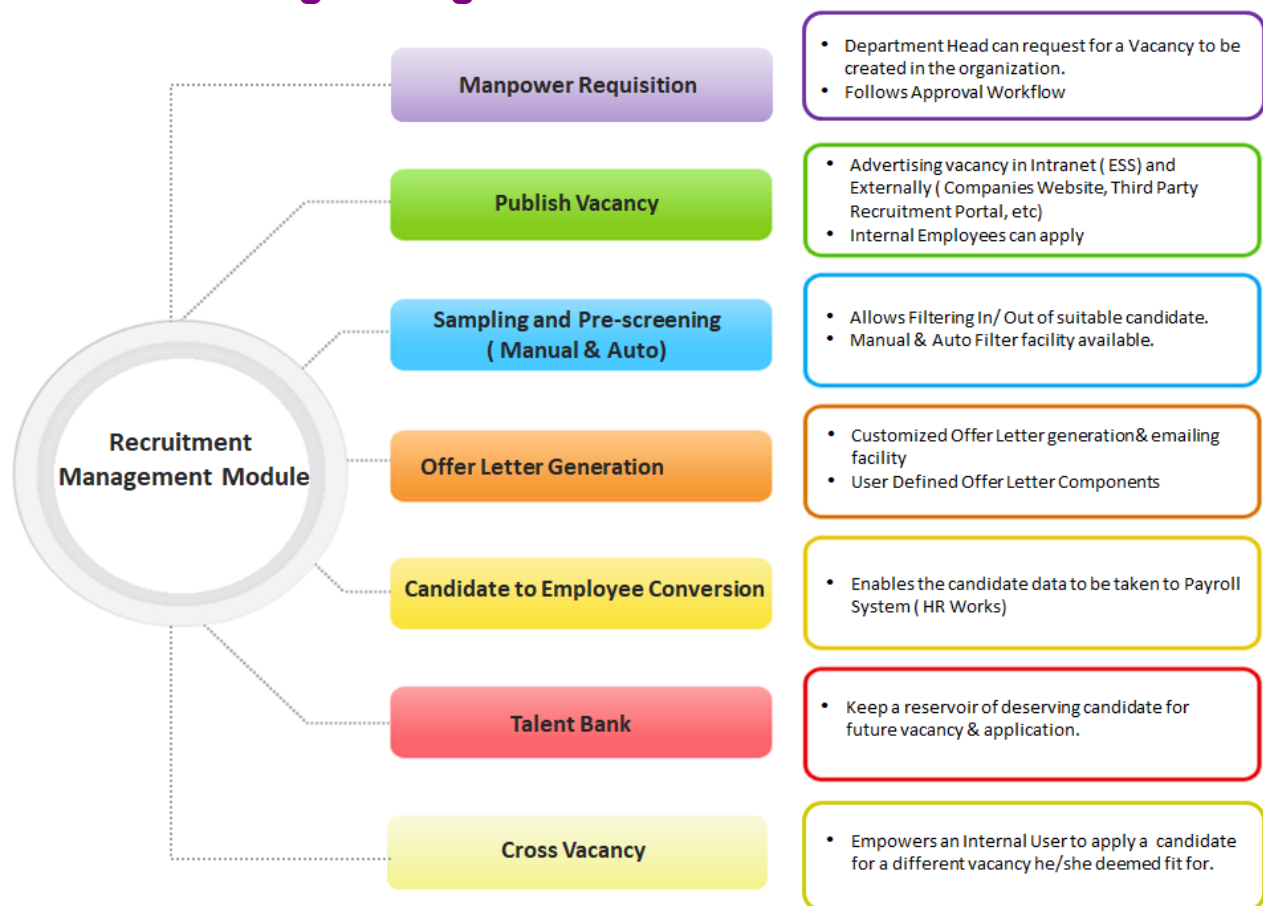 Recruitment
Management Module
Manpower Requisition
• Department Head can request for a Vacancy to be
created in the organization.
• Follows Approval Workflow
Publish Vacancy
• Advertising vacancy in Intranet ( ESS) and
Externally ( Companies Website, Third Party
Recruitment Portal, etc)
• Internal Employees can apply
Sampling and Pre-screening
( Manual & Auto)
• Allows Filtering In/ Out of suitable candidate.
• Manual & Auto Filter facility available.
Offer Letter Generation
• Customized Offer Letter generation& emailing
facility
• User Defined Offer Letter Components
Candidate to Employee Conversion
• Enables the candidate data to be taken to Payroll
System ( HR Works)
Talent Bank
• Keep a reservoir of deserving candidate for
future vacancy & application.
Cross Vacancy
• Empowers an Internal User to apply a candidate
for a different vacancy he/she deemed fit for.